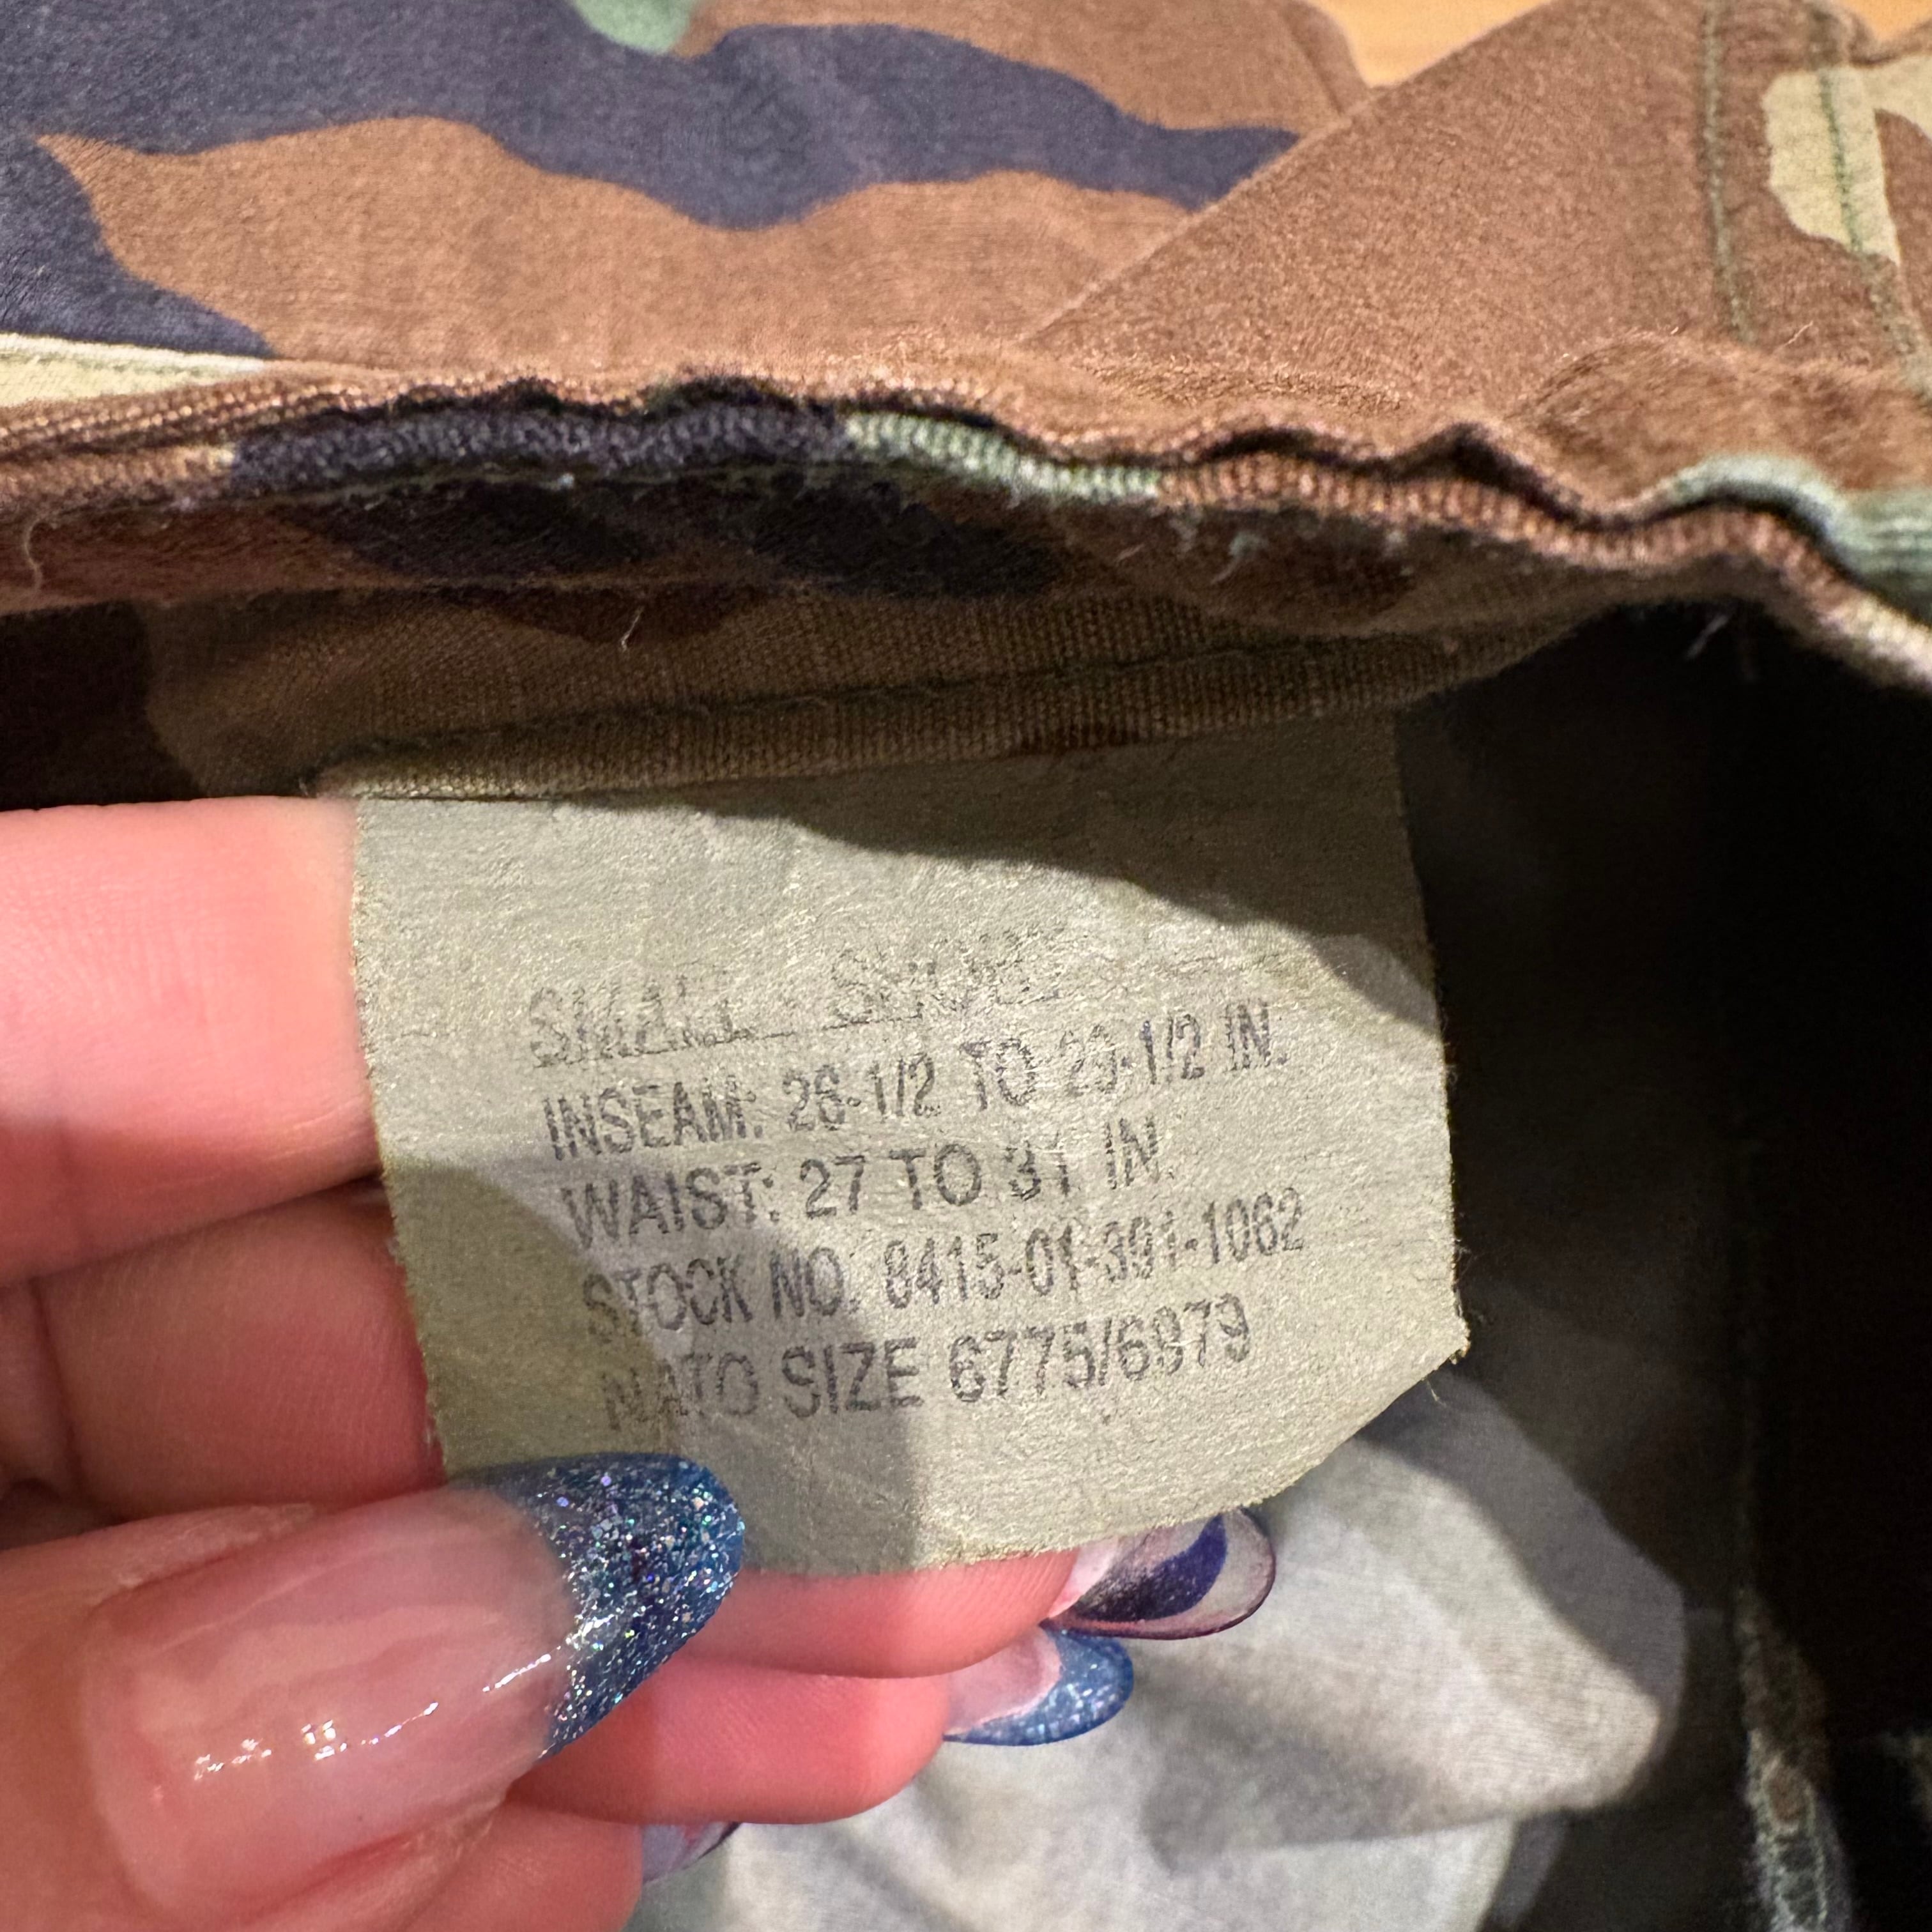 SMALL - SHORT
INSEAM: 26-1/2 TO 29-1/2 IN.
WAIST: 27 TO 31 IN.
STOCK NO. 8415-01-391-1062
NATO SIZE 6775/6979